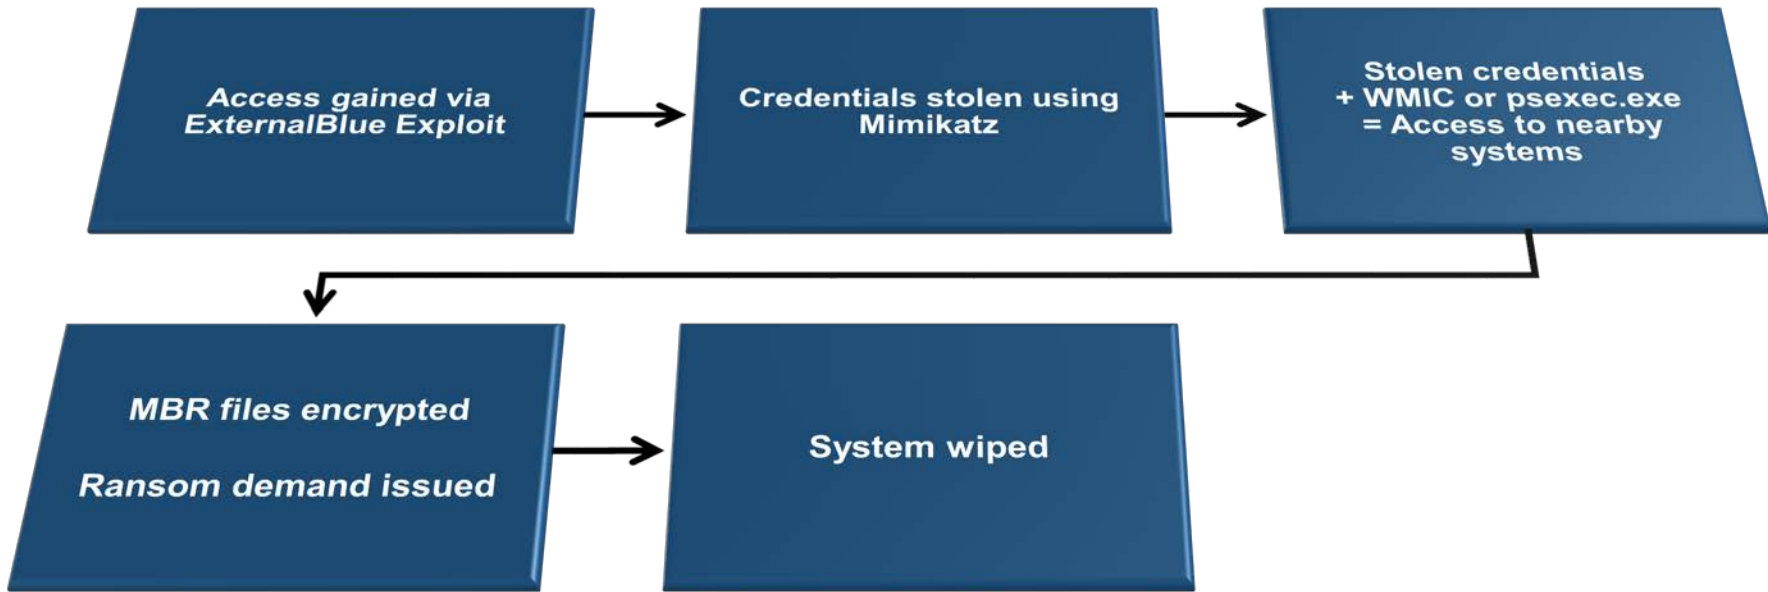 Access gained via
ExternalBlue Exploit
Credentials stolen using
Mimikatz
Stolen credentials
+ WMIC or psexec.exe
= Access to nearby
systems
MBR files encrypted
Ransom demand issued
System wiped